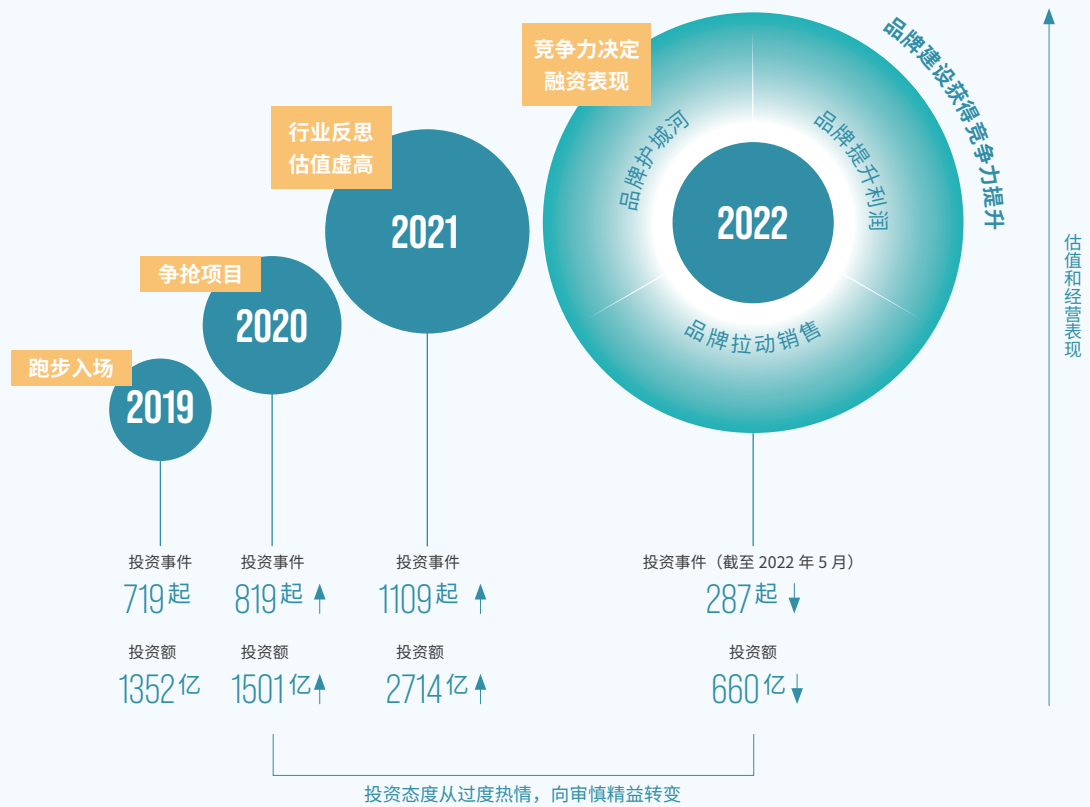 竞争力决定
融资表现
品牌建设获得竞争力提升
行业反思
估值虚高
争抢项目
跑步入场
品牌护城河
品牌提升利润
品牌拉动销售
2019
2020
2021
2022
估值和经营表现
投资事件
719起
投资额
1352亿
投资事件
819起
投资额
1501亿
投资事件
1109起
投资额
2714亿
投资事件（截至 2022 年 5 月）
287起
投资额
660亿
投资态度从过度热情，向审慎精益转变